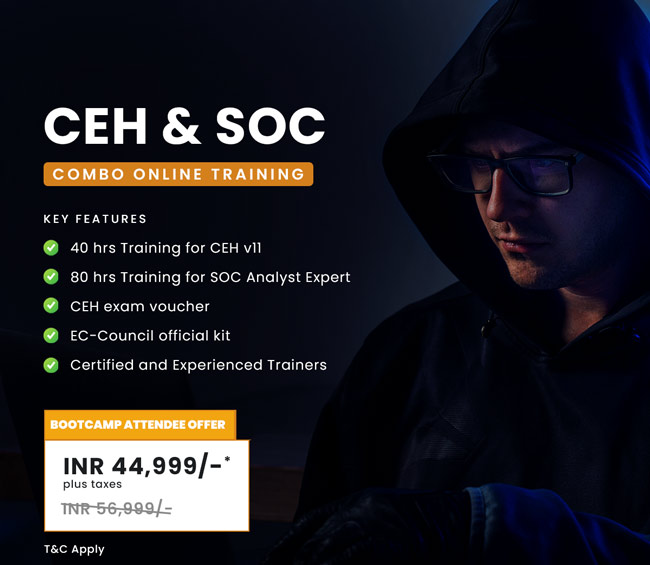 CEH & SOC
COMBO ONLINE TRAINING
KEY FEATURES
40 hrs Training for CEH v11
80 hrs Training for SOC Analyst Expert
CEH exam voucher
EC-Council official kit
Certified and Experienced Trainers
BOOTCAMP ATTENDEE OFFER
INR 44,999/-*
plus taxes
INR 56,999/-
T&C Apply